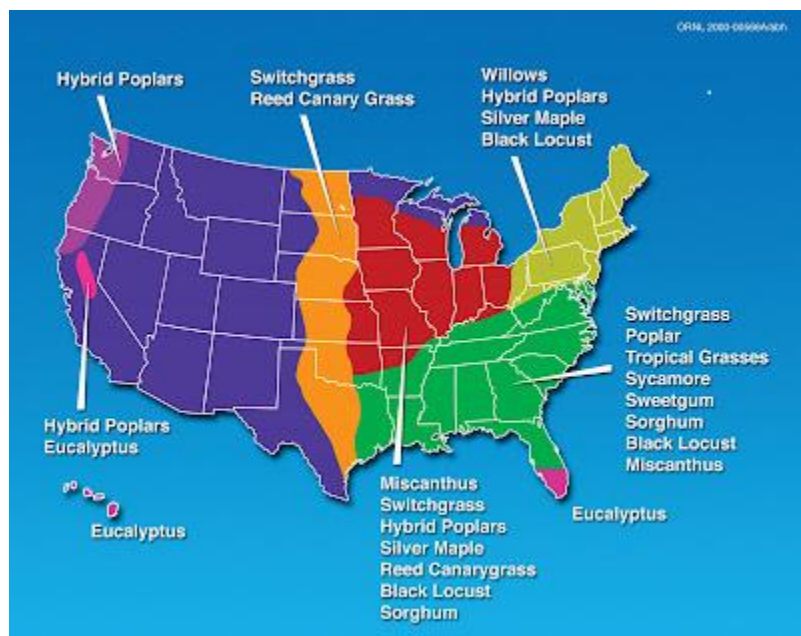 Hybrid Poplars
Switchgrass
Reed Canary Grass
Willows
Hybrid Poplars
Silver Maple
Black Locust
Switchgrass
Poplar
Tropical Grasses
Sycamore
Sweetgum
Sorghum
Black Locust
Miscanthus
Hybrid Poplars
Eucalyptus
Eucalyptus
Miscanthus
Switchgrass
Hybrid Poplars
Silver Maple
Reed Canarygrass
Black Locust
Sorghum
Eucalyptus